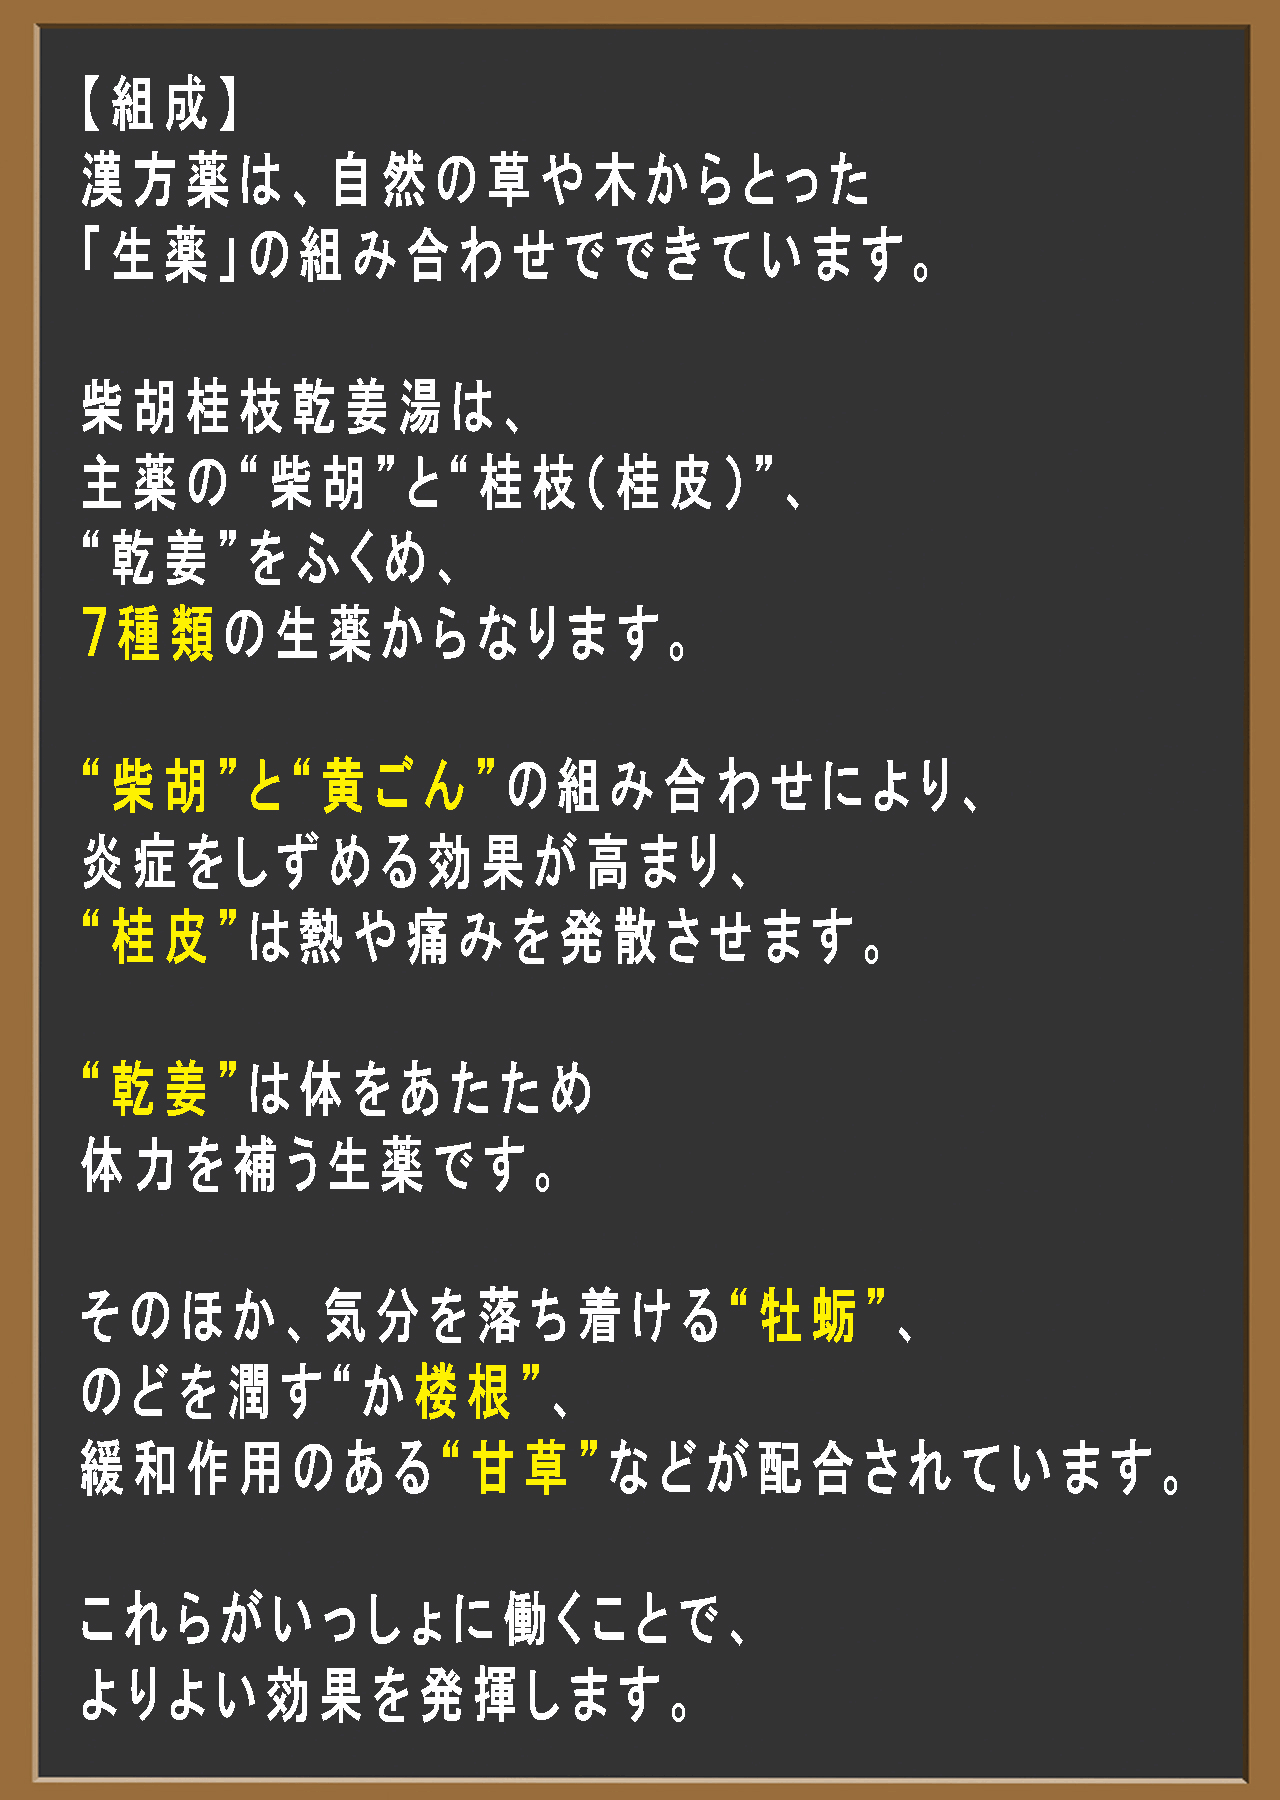 【組成】
漢方薬は、自然の草や木からとった
「生薬」の組み合わせでできています。
柴胡桂枝乾姜湯は、
主薬の“柴胡”と“桂枝(桂皮)”、
“乾姜”をふくめ、
7種類の生薬からなります。
“柴胡”と“黄ごん”の組み合わせにより、
炎症をしずめる効果が高まり、
“桂皮”は熱や痛みを発散させます。
“乾姜”は体をあたため
体力を補う生薬です。
そのほか、気分を落ち着ける“牡蛎”、
のどを潤す“か楼根”、
緩和作用のある“甘草”などが配合されています。
これらがいっしょに働くことで、
よりよい効果を発揮します。